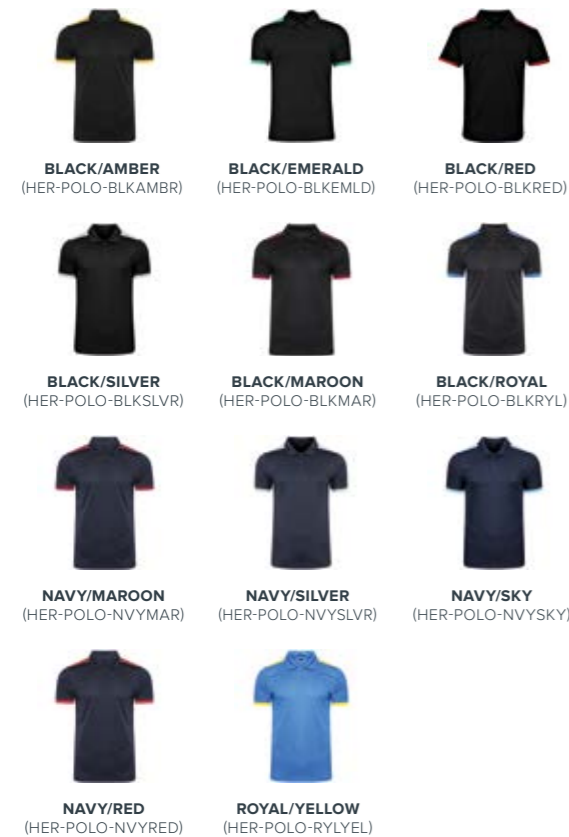 BLACK/AMBER
(HER-POLO-BLKAMBR)
BLACK/EMERALD
(HER-POLO-BLKEMLD)
BLACK/RED
(HER-POLO-BLKRED)
BLACK/SILVER
(HER-POLO-BLKSLVR)
BLACK/MAROON
(HER-POLO-BLKMAR)
BLACK/ROYAL
(HER-POLO-BLKRYL)
NAVY/MAROON
(HER-POLO-NVYMAR)
NAVY/SILVER
(HER-POLO-NVYSLVR)
NAVY/SKY
(HER-POLO-NVYSKY)
NAVY/RED
(HER-POLO-NVYRED)
ROYAL/YELLOW
(HER-POLO-RYLYEL)